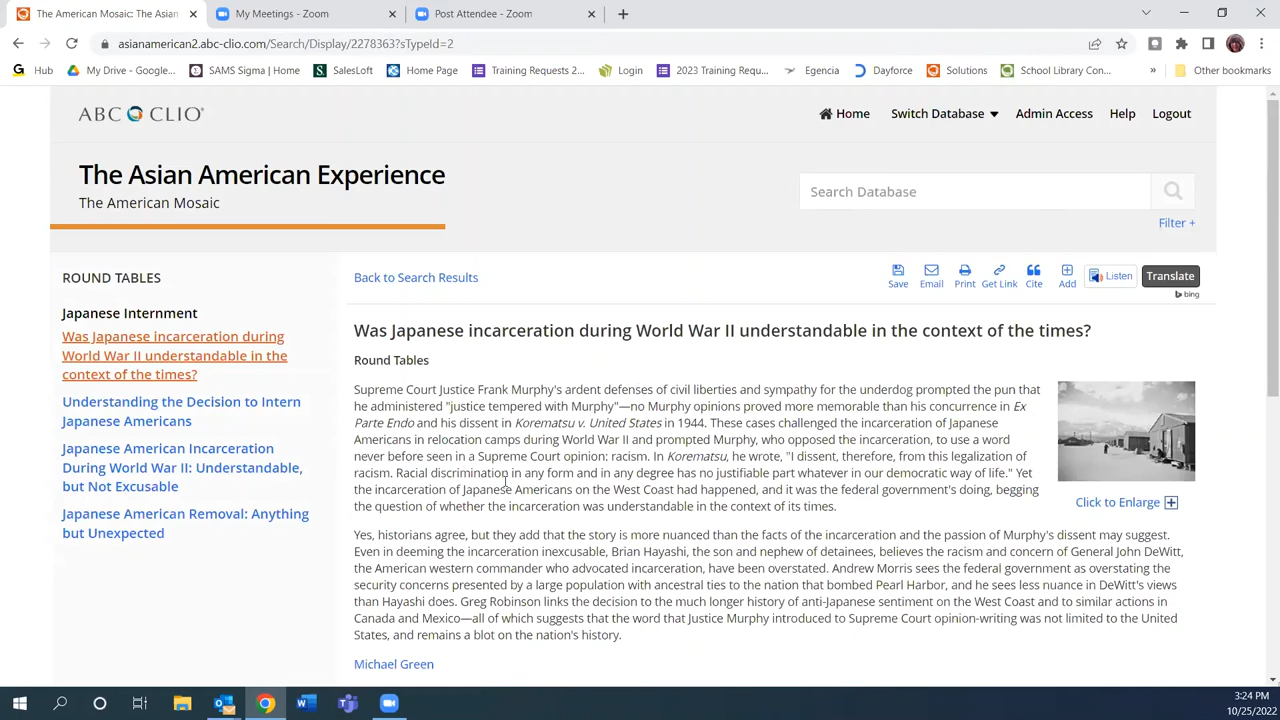 The American Mosaic: The Asian
My Meetings - Zoom
Post Attendee - Zoom
asianamerican2.abc-clio.com/Search/Display/2278363?sTypeId=2
Hub
My Drive - Google...
SAMS Sigma | Home
SalesLoft
Home Page
Training Requests 2...
Login
2023 Training Requ...
Egencia
Dayforce
Solutions
School Library Con...
»
Other bookmarks
ABC CLIO
Home
Switch Database
Admin Access
Help
Logout
The Asian American Experience
The American Mosaic
Search Database
Filter +
ROUND TABLES
Japanese Internment
Was Japanese incarceration during
World War II understandable in the
context of the times?
Understanding the Decision to Intern
Japanese Americans
Japanese American Incarceration
During World War II: Understandable,
but Not Excusable
Japanese American Removal: Anything
but Unexpected
Back to Search Results
Save
Email
Print
Get Link
Cite
Add
Listen
Translate
bing
Was Japanese incarceration during World War II understandable in the context of the times?
Round Tables
Supreme Court Justice Frank Murphy's ardent defenses of civil liberties and sympathy for the underdog prompted the pun that
he administered "justice tempered with Murphy"—no Murphy opinions proved more memorable than his concurrence in Ex
Parte Endo and his dissent in Korematsu v. United States in 1944. These cases challenged the incarceration of Japanese
Americans in relocation camps during World War II and prompted Murphy, who opposed the incarceration, to use a word
never before seen in a Supreme Court opinion: racism. In Korematsu, he wrote, "I dissent, therefore, from this legalization of
racism. Racial discrimination in any form and in any degree has no justifiable part whatever in our democratic way of life." Yet
the incarceration of Japanese Americans on the West Coast had happened, and it was the federal government's doing, begging
the question of whether the incarceration was understandable in the context of its times.
Click to Enlarge
Yes, historians agree, but they add that the story is more nuanced than the facts of the incarceration and the passion of Murphy's dissent may suggest.
Even in deeming the incarceration inexcusable, Brian Hayashi, the son and nephew of detainees, believes the racism and concern of General John DeWitt,
the American western commander who advocated incarceration, have been overstated. Andrew Morris sees the federal government as overstating the
security concerns presented by a large population with ancestral ties to the nation that bombed Pearl Harbor, and he sees less nuance in DeWitt's views
than Hayashi does. Greg Robinson links the decision to the much longer history of anti-Japanese sentiment on the West Coast and to similar actions in
Canada and Mexico—all of which suggests that the word that Justice Murphy introduced to Supreme Court opinion-writing was not limited to the United
States, and remains a blot on the nation's history.
Michael Green
3:24 PM
10/25/2022